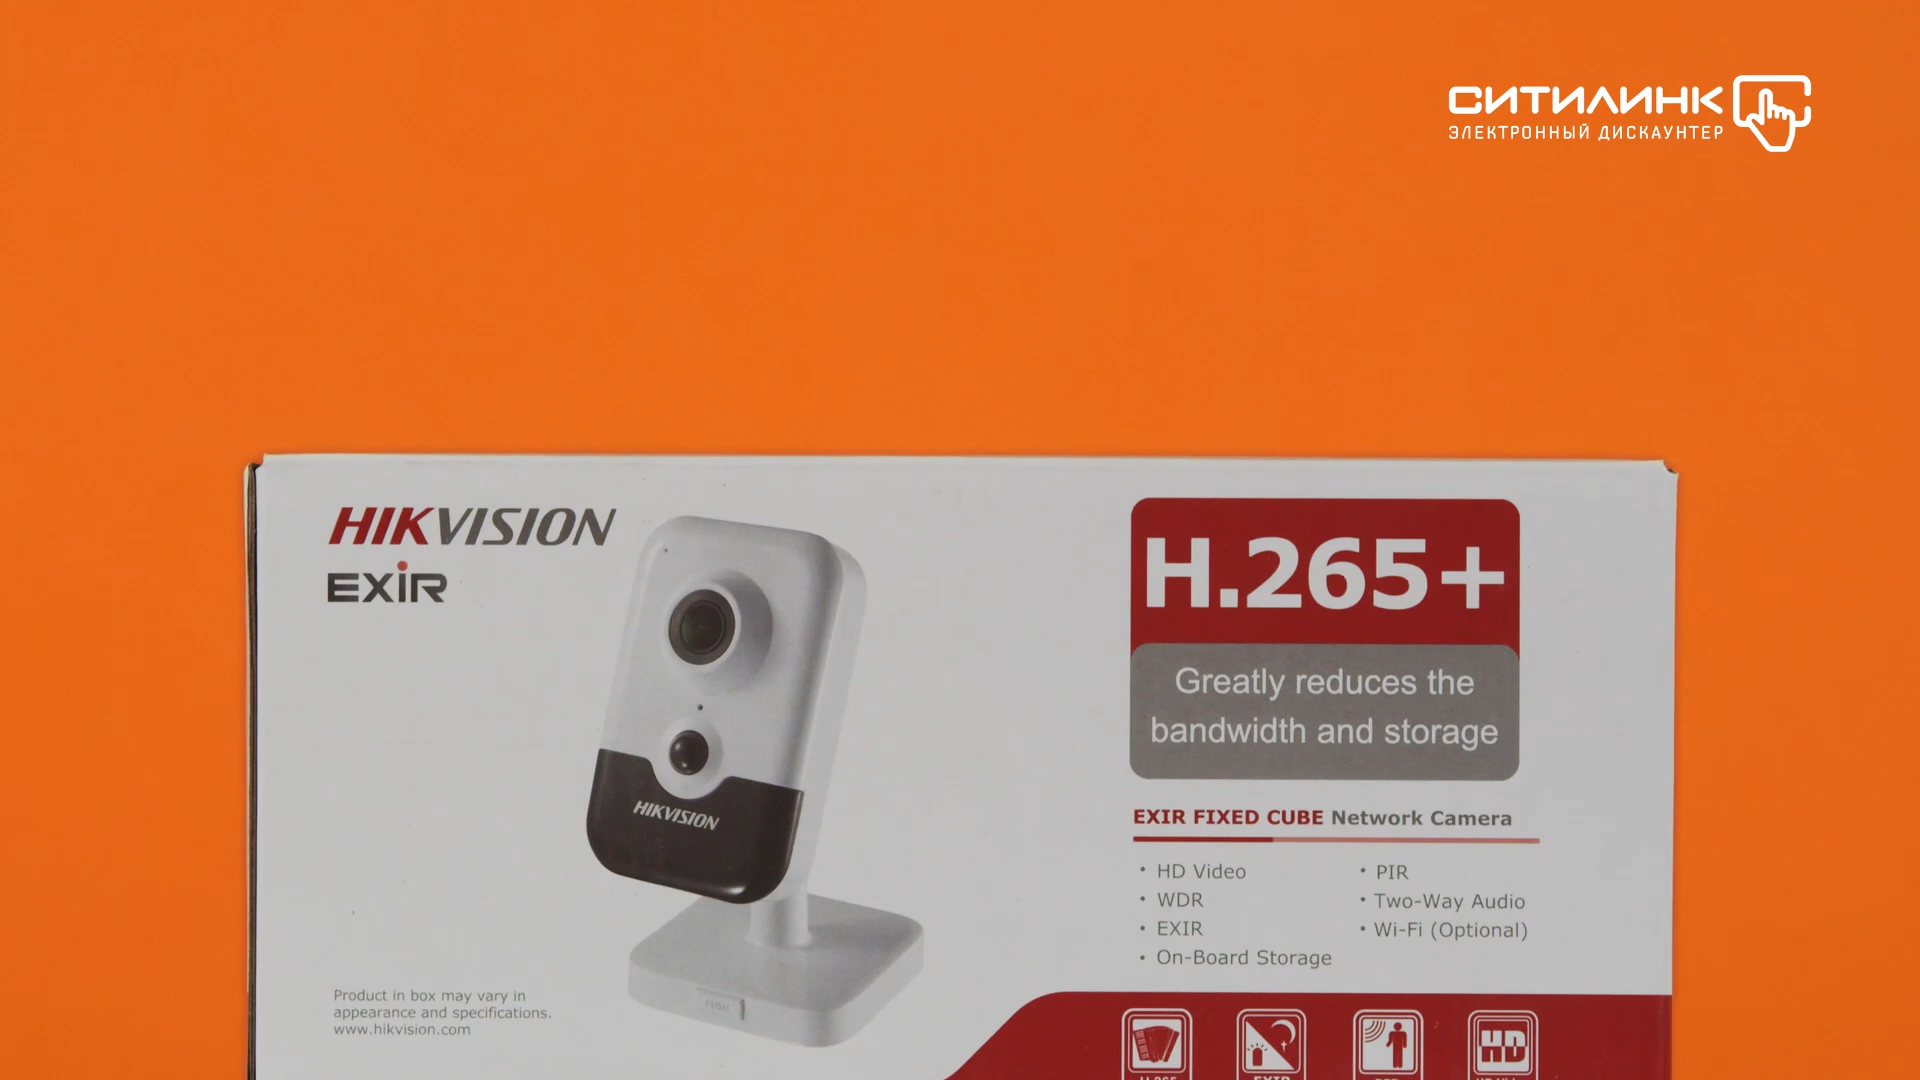 СИТИЛИНК
ЭЛЕКТРОННЫЙ ДИСКАУНТЕР
HIKVISION
EXIR
H.265+
Greatly reduces the
bandwidth and storage
HIKVISION
EXIR FIXED CUBE Network Camera
• HD Video
• WDR
• EXIR
• On-Board Storage
• PIR
• Two-Way Audio
• Wi-Fi (Optional)
Product in box may vary in
appearance and specifications.
www.hikvision.com
PUSH
HD